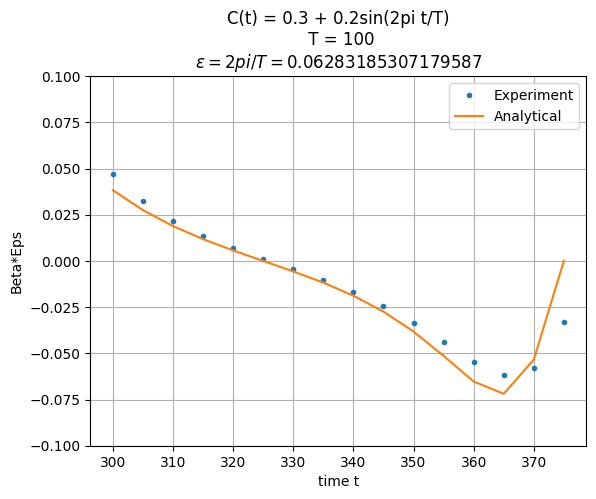 C(t) = 0.3 + 0.2sin(2pi t/T)
T = 100
ε = 2pi/T = 0.06283185307179587
0.100
0.075
0.050
0.025
0.000
−0.025
−0.050
−0.075
−0.100
Beta*Eps
Experiment
Analytical
300 310 320 330 340 350 360 370
time t